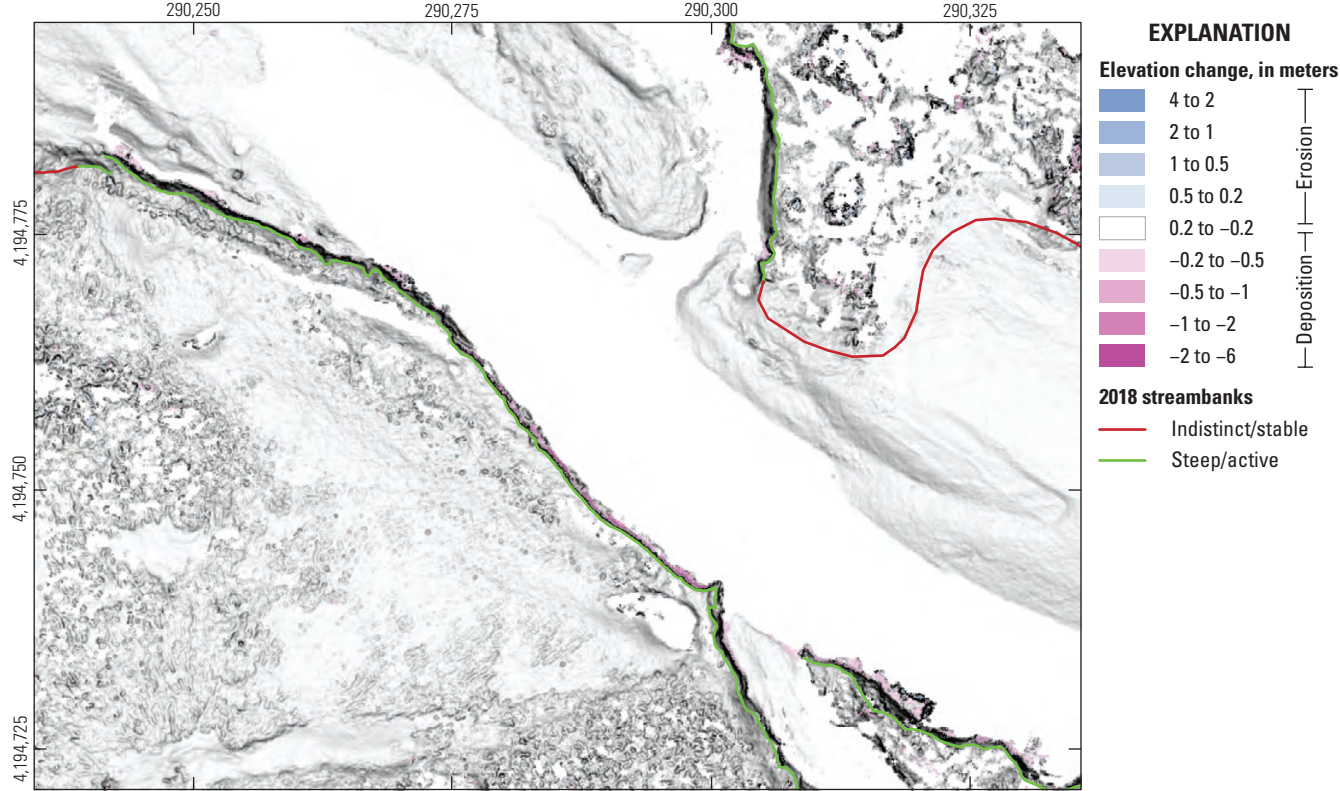 290,250 290,275 290,300 290,325
4,194,775
4,194,750
4,194,725
EXPLANATION
Elevation change, in meters
4 to 2
2 to 1
1 to 0.5
0.5 to 0.2
0.2 to −0.2
−0.2 to −0.5
−0.5 to −1
−1 to −2
−2 to −6
Erosion
Deposition
2018 streambanks
Indistinct/stable
Steep/active